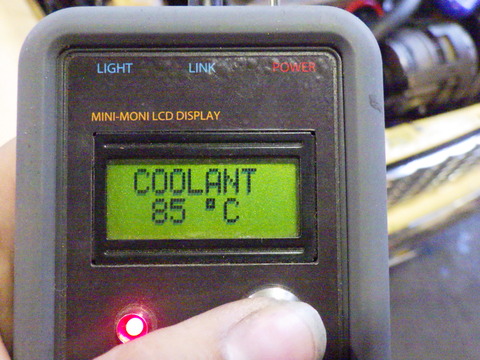 LIGHT LINK POWER
MINI-MONI LCD DISPLAY
COOLANT
85 °C